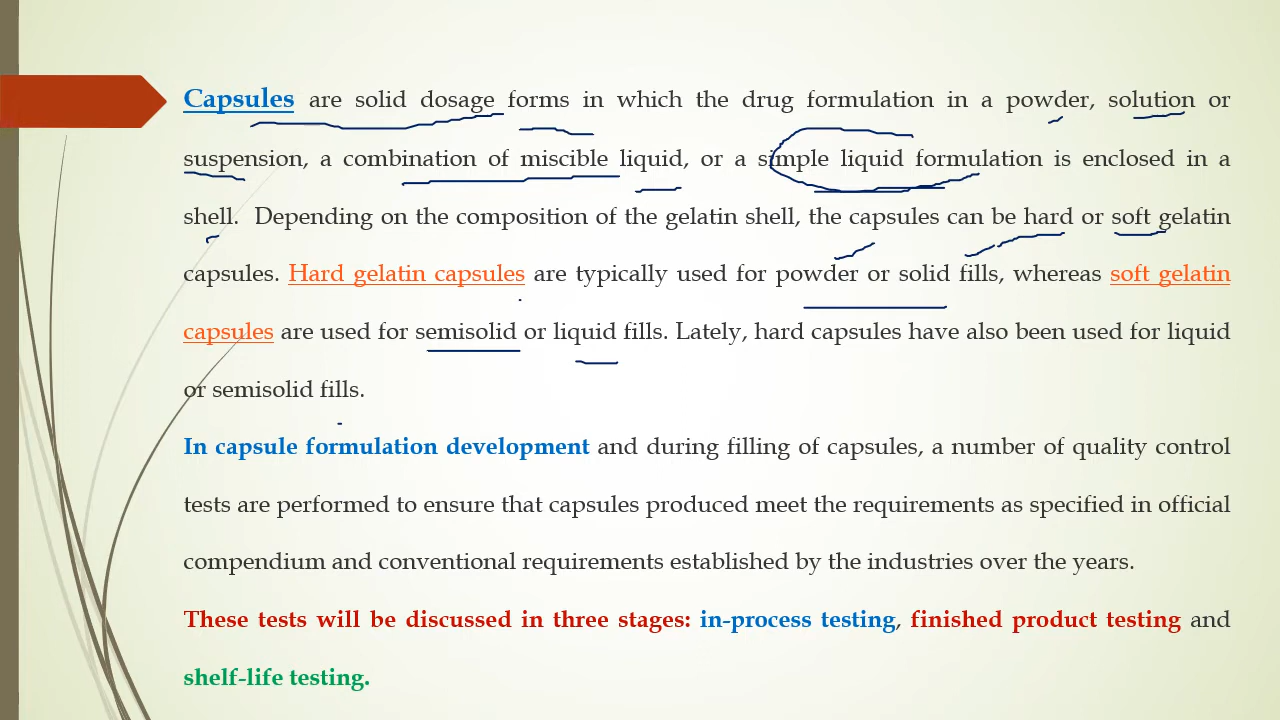 Capsules are solid dosage forms in which the drug formulation in a powder, solution or
suspension, a combination of miscible liquid, or a simple liquid formulation is enclosed in a
shell. Depending on the composition of the gelatin shell, the capsules can be hard or soft gelatin
capsules. Hard gelatin capsules are typically used for powder or solid fills, whereas soft gelatin
capsules are used for semisolid or liquid fills. Lately, hard capsules have also been used for liquid
or semisolid fills.
In capsule formulation development and during filling of capsules, a number of quality control
tests are performed to ensure that capsules produced meet the requirements as specified in official
compendium and conventional requirements established by the industries over the years.
These tests will be discussed in three stages: in-process testing, finished product testing and
shelf-life testing.